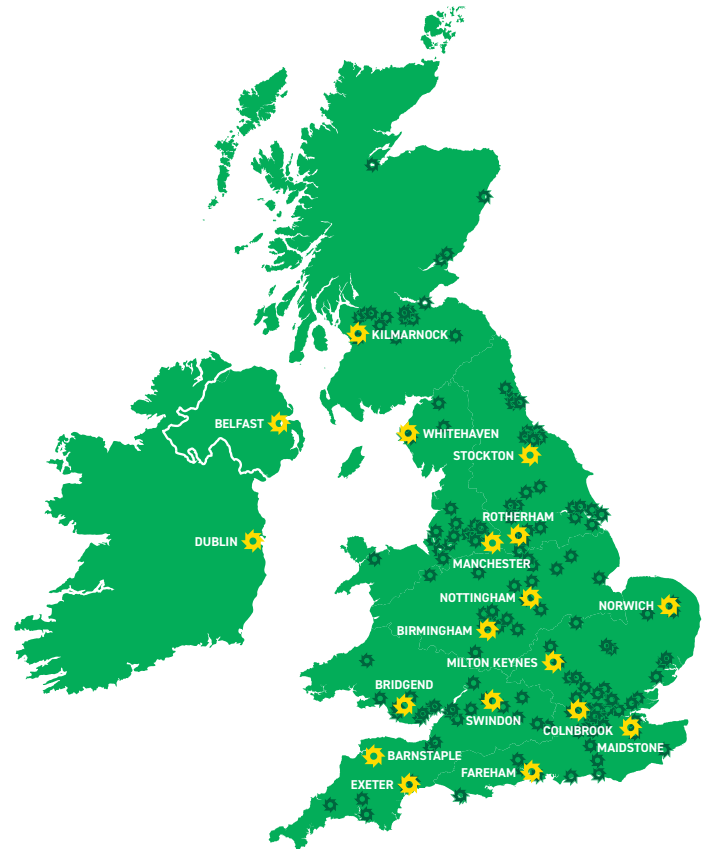 KILMARNOCK
BELFAST
WHITEHAVEN
STOCKTON
ROTHERHAM
DUBLIN
MANCHESTER
NOTTINGHAM
NORWICH
BIRMINGHAM
MILTON KEYNES
BRIDGEND
SWINDON
COLNBROOK
MAIDSTONE
BARNSTAPLE
FAREHAM
EXETER